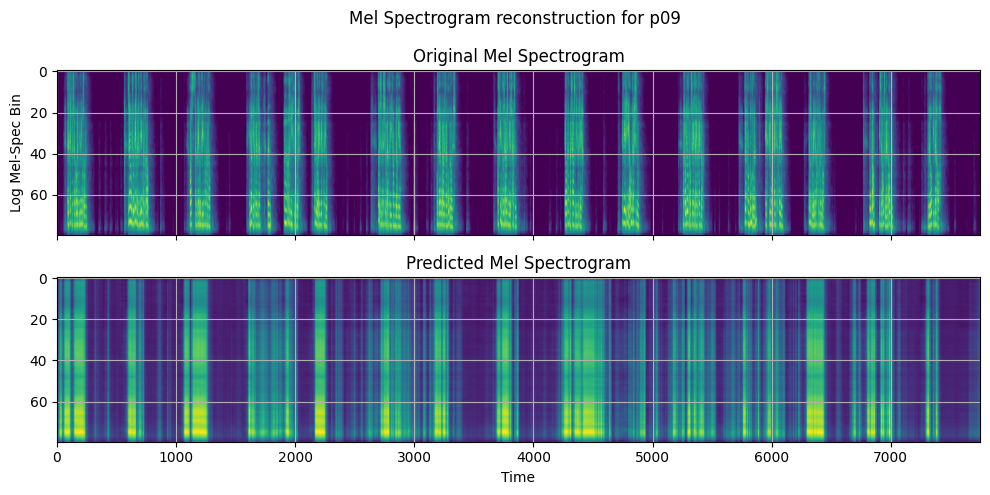 Mel Spectrogram reconstruction for p09
Original Mel Spectrogram
0
20
40
60
Log Mel-Spec Bin
Predicted Mel Spectrogram
0
20
40
60
0 1000 2000 3000 4000 5000 6000 7000
Time